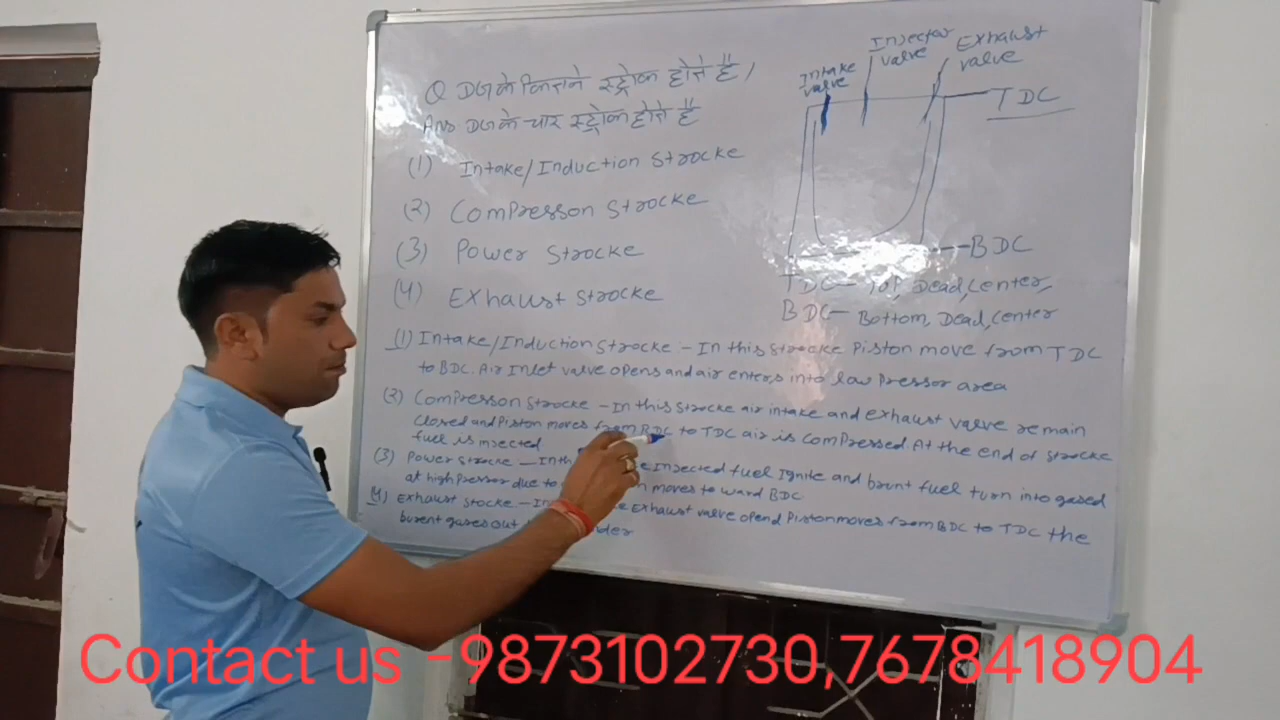 Q DG के कितने स्ट्रोक होते हैं /
Ans DG के चार स्ट्रोक होते हैं
(1) Intake/Induction Strocke
(2) Compresson Strocke
(3) Power Strocke
(4) Exhaust Strocke
Intake valve
Injector valve
Exhaust valve
TDC
BDC
TDC - Top, Dead, Center,
BDC - Bottom, Dead, Center
(1) Intake/Induction Strocke - In this Strocke Piston move from TDC
to BDC. Air Inlet valve opens and air enters into low Pressor area
(2) Compresson Strocke - In this Strocke air intake and exhaust valve remain
closed and Piston moves from BDC to TDC air is compressed. At the end of strocke
fuel is injected
(3) Power Strocke - In Injected fuel Ignite and burnt fuel turn into gased
at high Pressor due to moves to ward BDC
(4) Exhaust Stocke - In Exhaust valve opend Piston moves from BDC to TDC the
burent gases out
Contact us -9873102730,7678418904